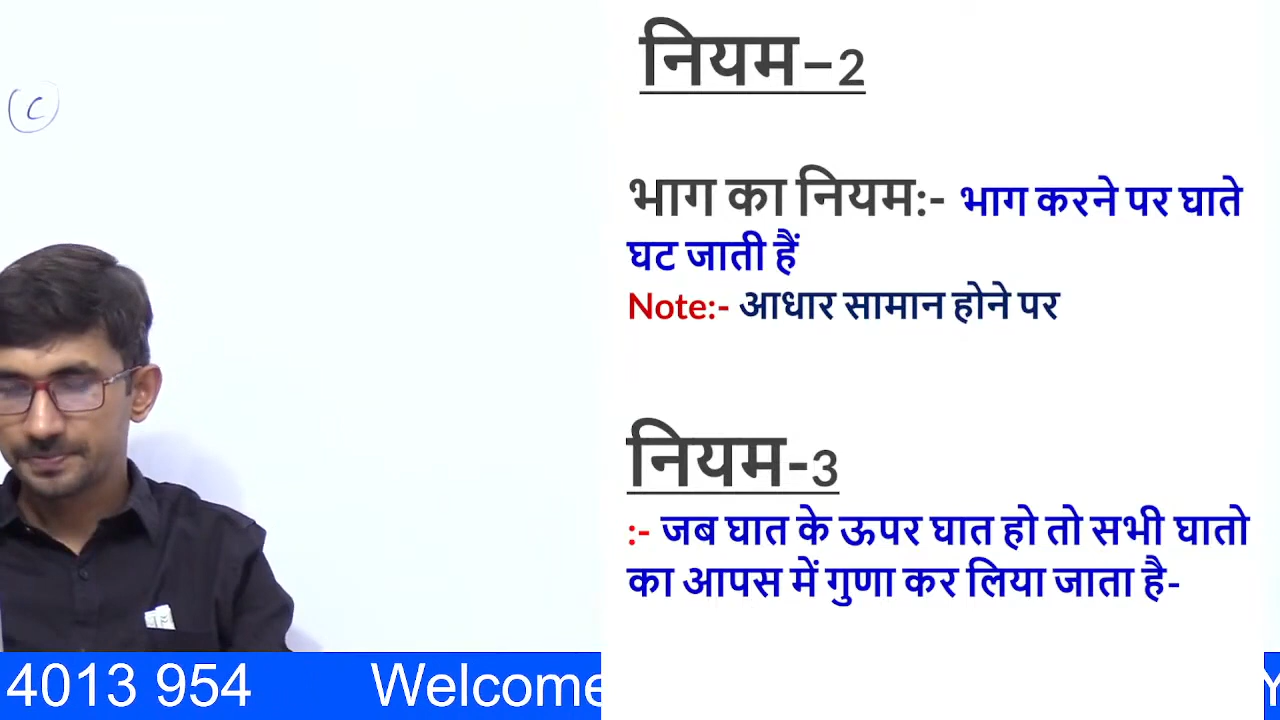 C
नियम–2
भाग का नियम:- भाग करने पर घाते
घट जाती हैं
Note:- आधार सामान होने पर
नियम-3
:- जब घात के ऊपर घात हो तो सभी घातो
का आपस में गुणा कर लिया जाता है-
4013 954 Welcome